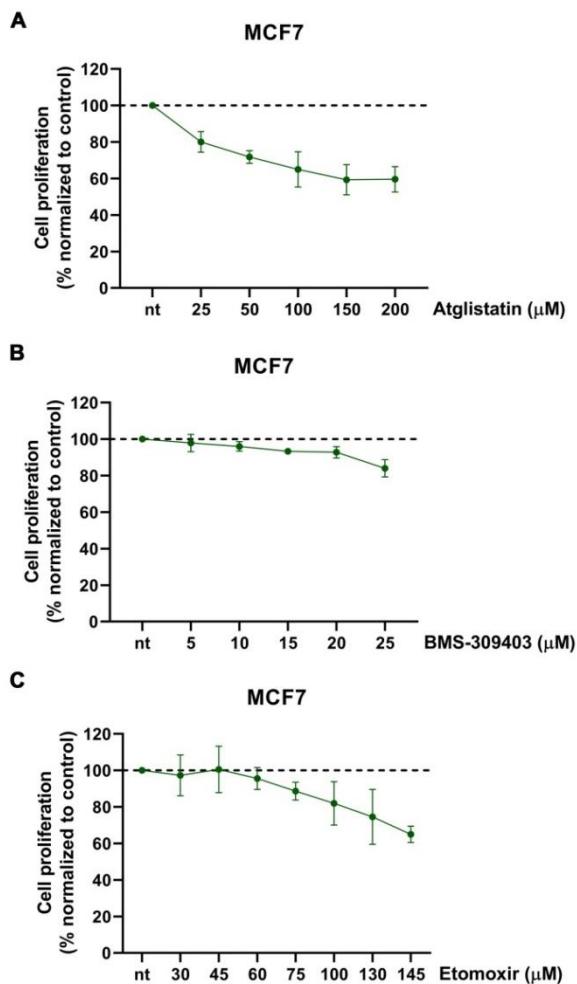 A
MCF7
Cell proliferation
(% normalized to control)
120
100
80
60
40
20
0
nt 25 50 100 150 200 Atglistatin (μM)
B
MCF7
Cell proliferation
(% normalized to control)
120
100
80
60
40
20
0
nt 5 10 15 20 25 BMS-309403 (μM)
C
MCF7
Cell proliferation
(% normalized to control)
120
100
80
60
40
20
0
nt 30 45 60 75 100 130 145 Etomoxir (μM)